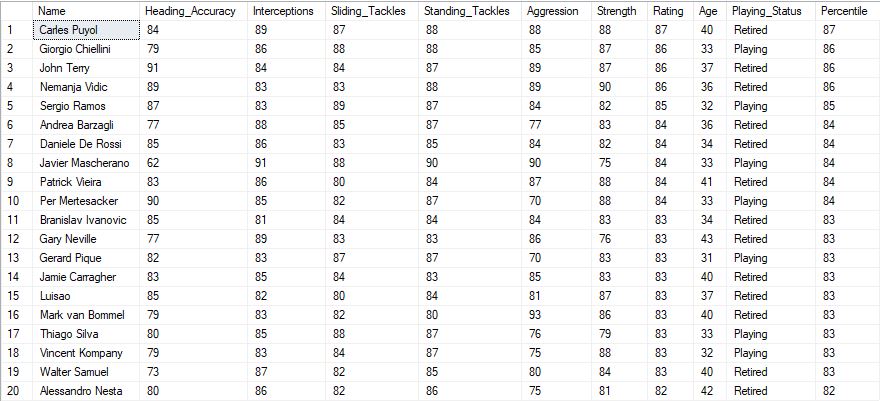 Name Heading_Accuracy Interceptions Sliding_Tackles Standing_Tackles Aggression Strength Rating Age Playing_Status Percentile
1 Carles Puyol 84 89 87 88 88 88 87 40 Retired 87
2 Giorgio Chiellini 79 86 88 88 85 87 86 33 Playing 86
3 John Terry 91 84 84 87 89 87 86 37 Retired 86
4 Nemanja Vidic 89 83 83 88 89 90 86 36 Retired 86
5 Sergio Ramos 87 83 89 87 84 82 85 32 Playing 85
6 Andrea Barzagli 77 88 85 87 77 83 84 36 Retired 84
7 Daniele De Rossi 85 86 83 85 84 82 84 34 Retired 84
8 Javier Mascherano 62 91 88 90 90 75 84 33 Playing 84
9 Patrick Vieira 83 86 80 84 87 88 84 41 Retired 84
10 Per Mertesacker 90 85 82 87 70 88 84 33 Playing 84
11 Branislav Ivanovic 85 81 84 84 84 83 83 34 Retired 83
12 Gary Neville 77 89 83 83 86 76 83 43 Retired 83
13 Gerard Pique 82 83 87 87 70 83 83 31 Playing 83
14 Jamie Carragher 83 83 84 83 85 83 83 40 Retired 83
15 Luisao 85 82 80 84 81 87 83 37 Retired 83
16 Mark van Bommel 79 83 82 80 93 86 83 40 Retired 83
17 Thiago Silva 80 85 88 87 76 79 83 33 Playing 83
18 Vincent Kompany 79 83 84 87 75 88 83 32 Playing 83
19 Walter Samuel 73 87 82 85 80 84 83 40 Retired 83
20 Alessandro Nesta 80 86 82 86 75 81 82 42 Retired 82